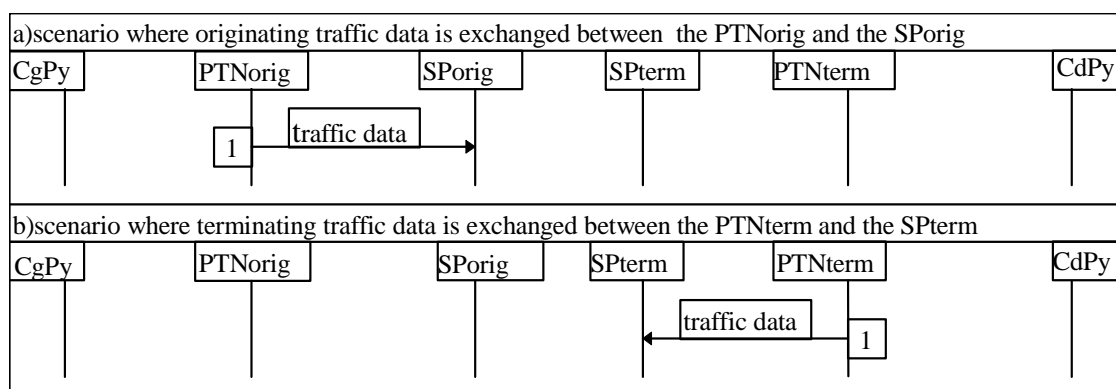 a)scenario where originating traffic data is exchanged between the PTNorig and the SPorig
CgPy PTNorig SPorig SPterm PTNterm CdPy
traffic data
1
b)scenario where terminating traffic data is exchanged between the PTNterm and the SPterm
CgPy PTNorig SPorig SPterm PTNterm CdPy
traffic data
1